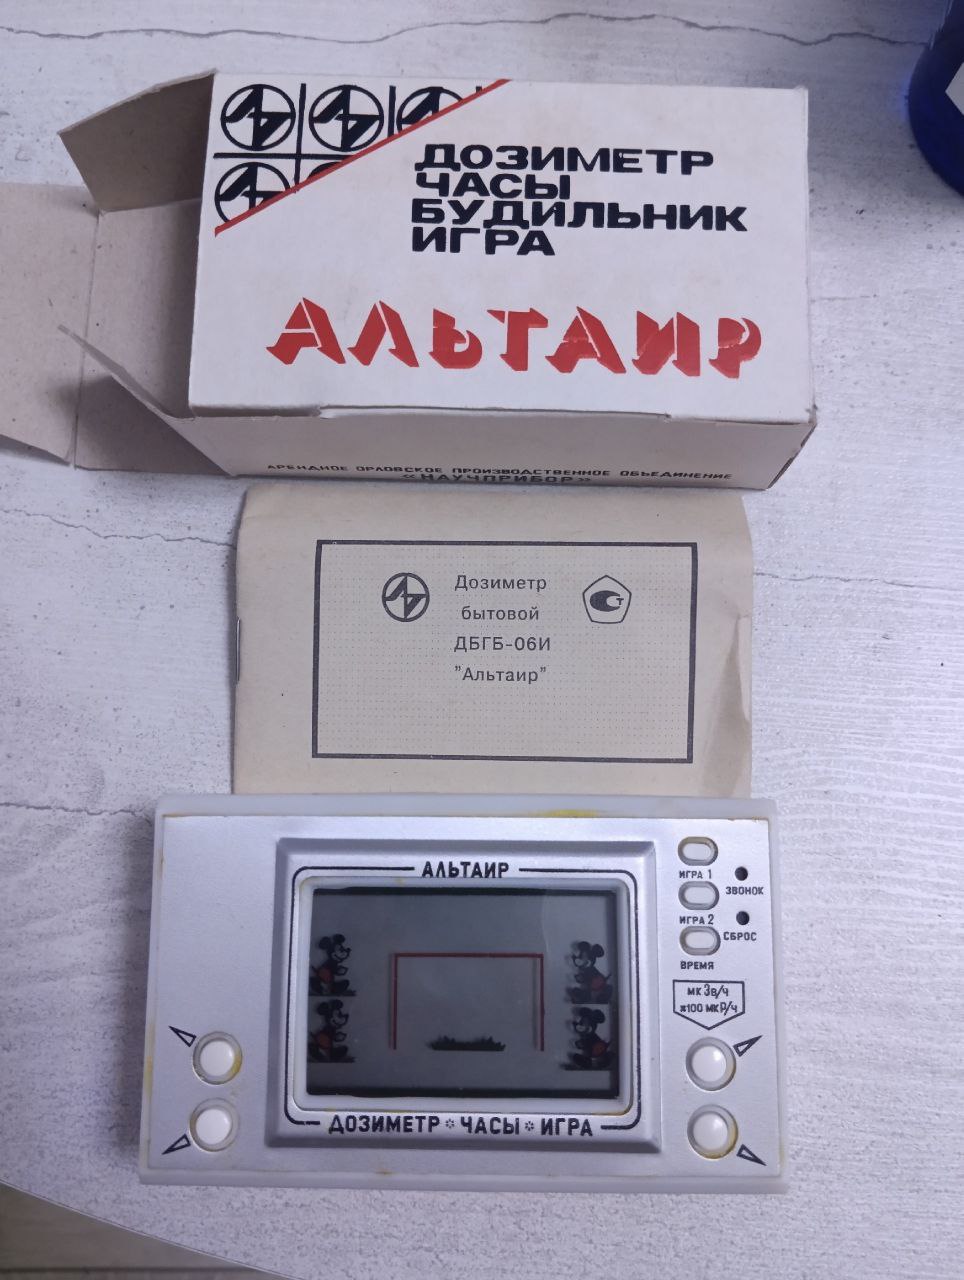 ДОЗИМЕТР
ЧАСЫ
БУДИЛЬНИК
ИГРА
АЛЬТАИР
АРЕНДНОЕ ОРЛОВСКОЕ ПРОИЗВОДСТВЕННОЕ ОБЪЕДИНЕНИЕ
«НАУЧПРИБОР»
Дозиметр
бытовой
ДБГБ-06И
"Альтаир"
АЛЬТАИР
ИГРА 1
ЗВОНОК
ИГРА 2
СБРОС
ВРЕМЯ
мк Зв/ч
×100 мкР/ч
ДОЗИМЕТР * ЧАСЫ * ИГРА